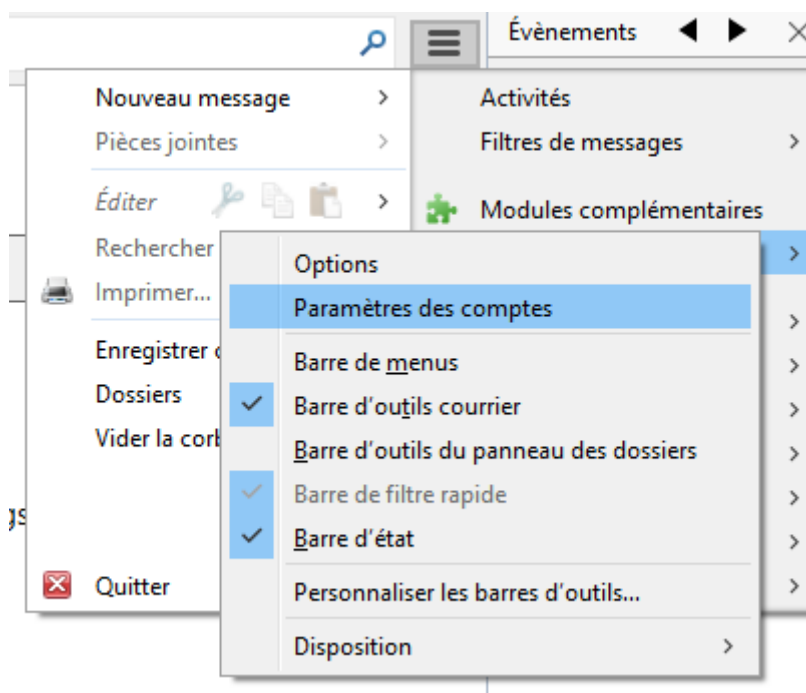 Évènements
Nouveau message
Pièces jointes
Éditer
Rechercher
Imprimer...
Enregistrer
Dossiers
Vider la
Quitter
Activités
Filtres de messages
Modules complémentaires
Options
Paramètres des comptes
Barre de menus
Barre d'outils courrier
Barre d'outils du panneau des dossiers
Barre de filtre rapide
Barre d'état
Personnaliser les barres d'outils...
Disposition